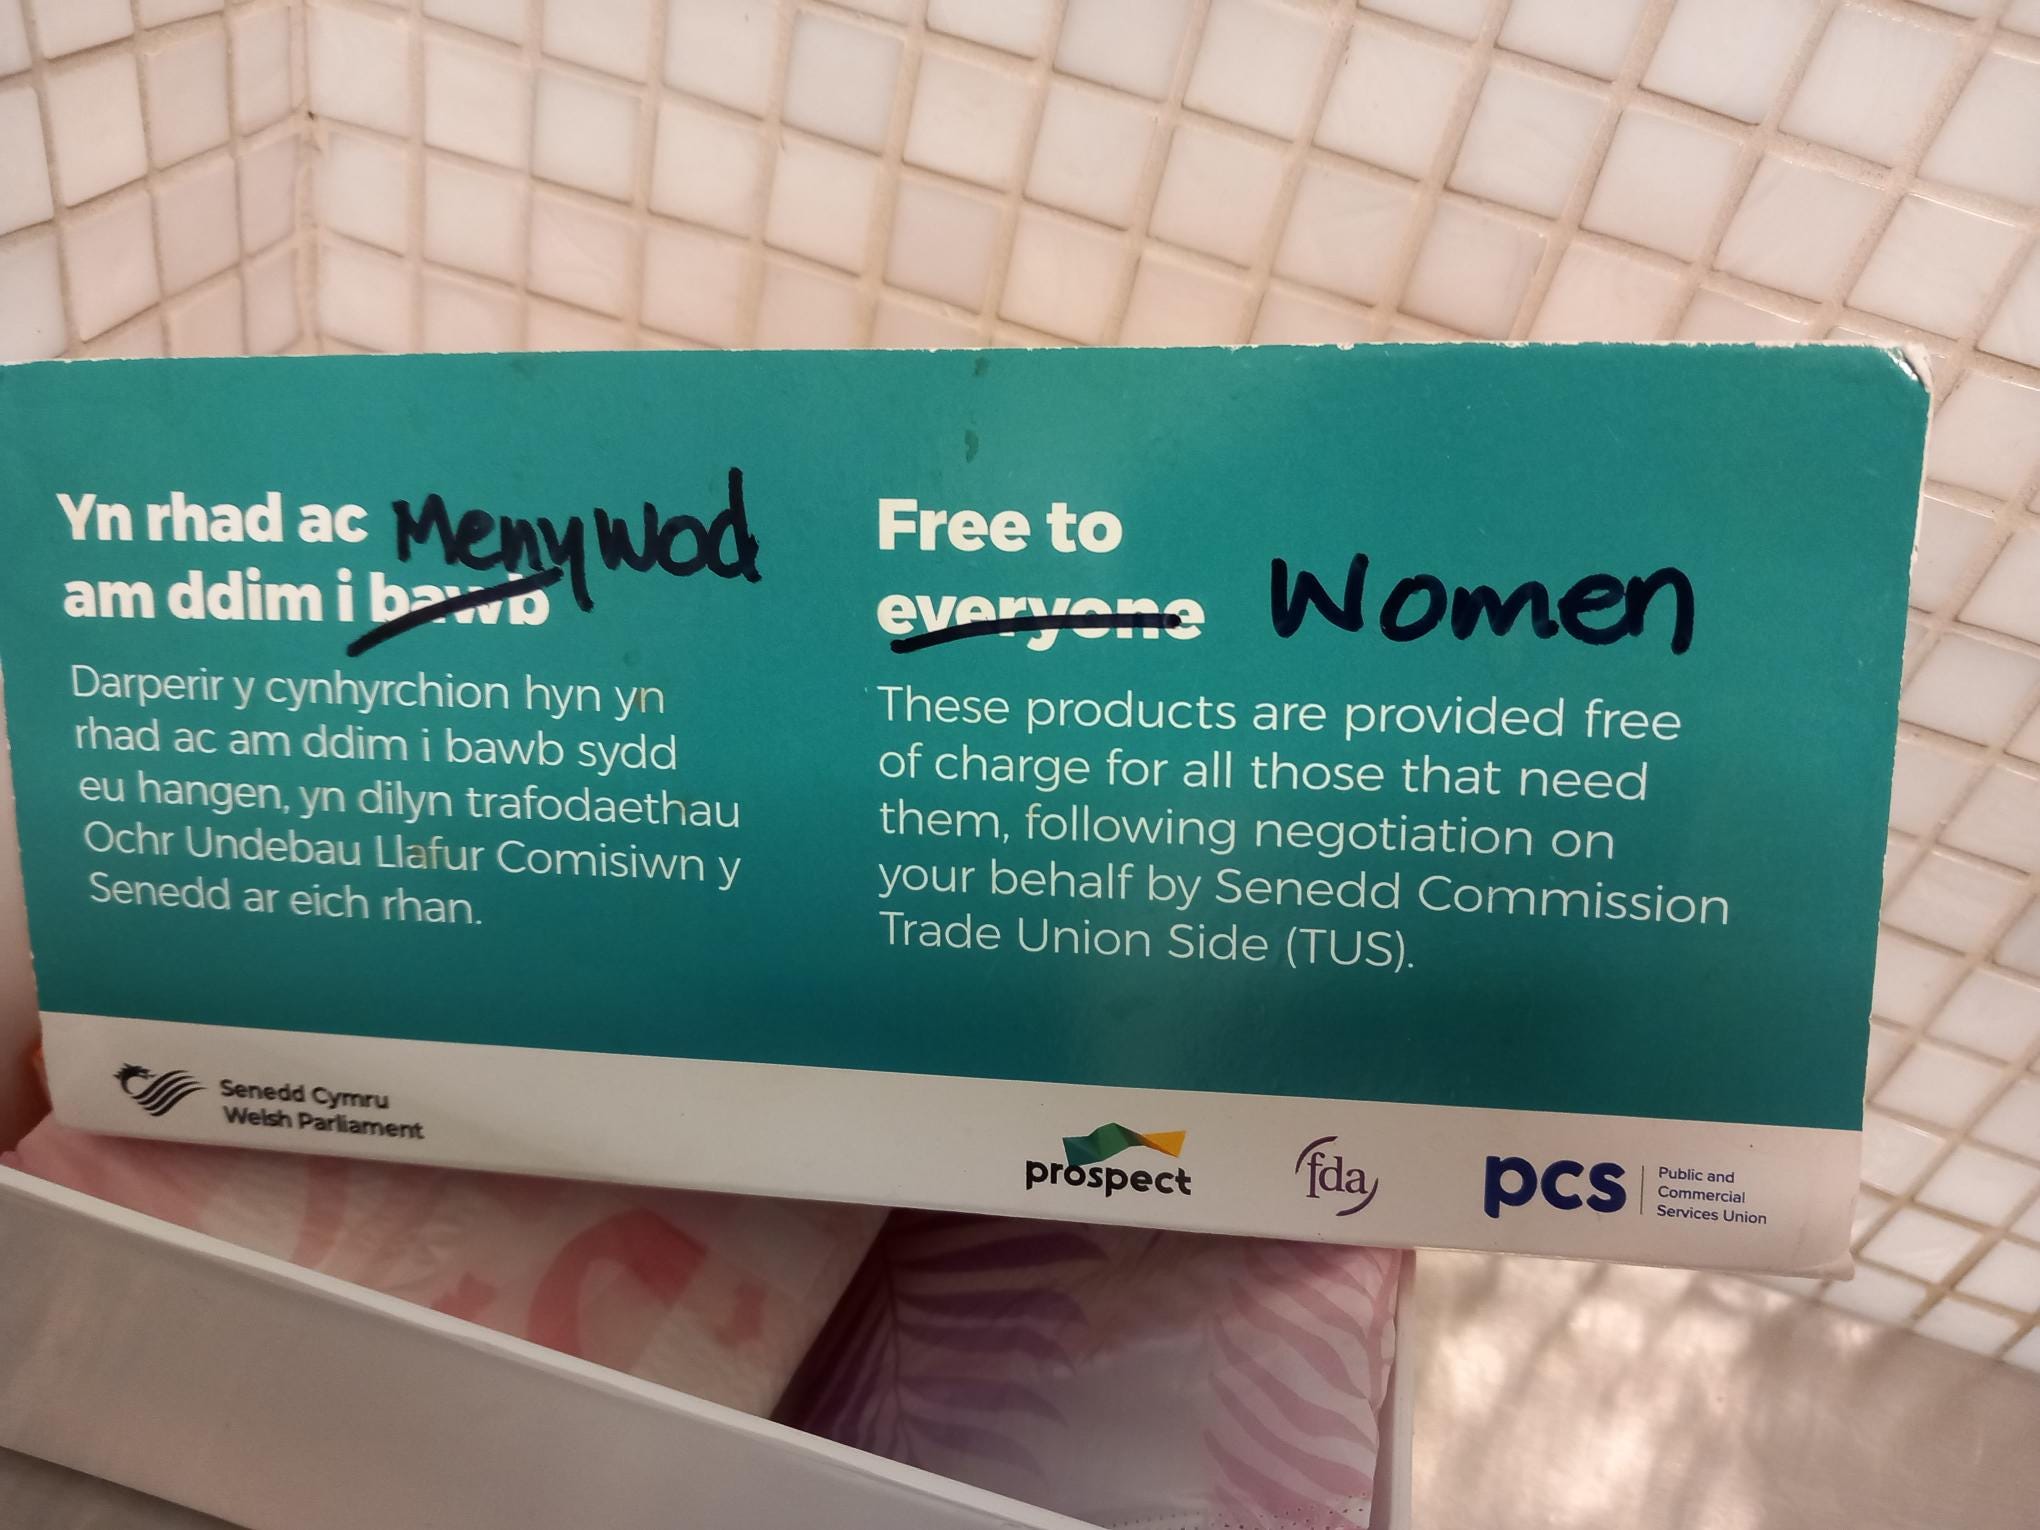 Yn rhad ac Menywod
am ddim i bawb
Darperir y cynhyrchion hyn yn
rhad ac am ddim i bawb sydd
eu hangen, yn dilyn trafodaethau
Ochr Undebau Llafur Comisiwn y
Senedd ar eich rhan.
Free to
everyone Women
These products are provided free
of charge for all those that need
them, following negotiation on
your behalf by Senedd Commission
Trade Union Side (TUS).
Senedd Cymru
Welsh Parliament
prospect
fda
pcs
Public and
Commercial
Services Union